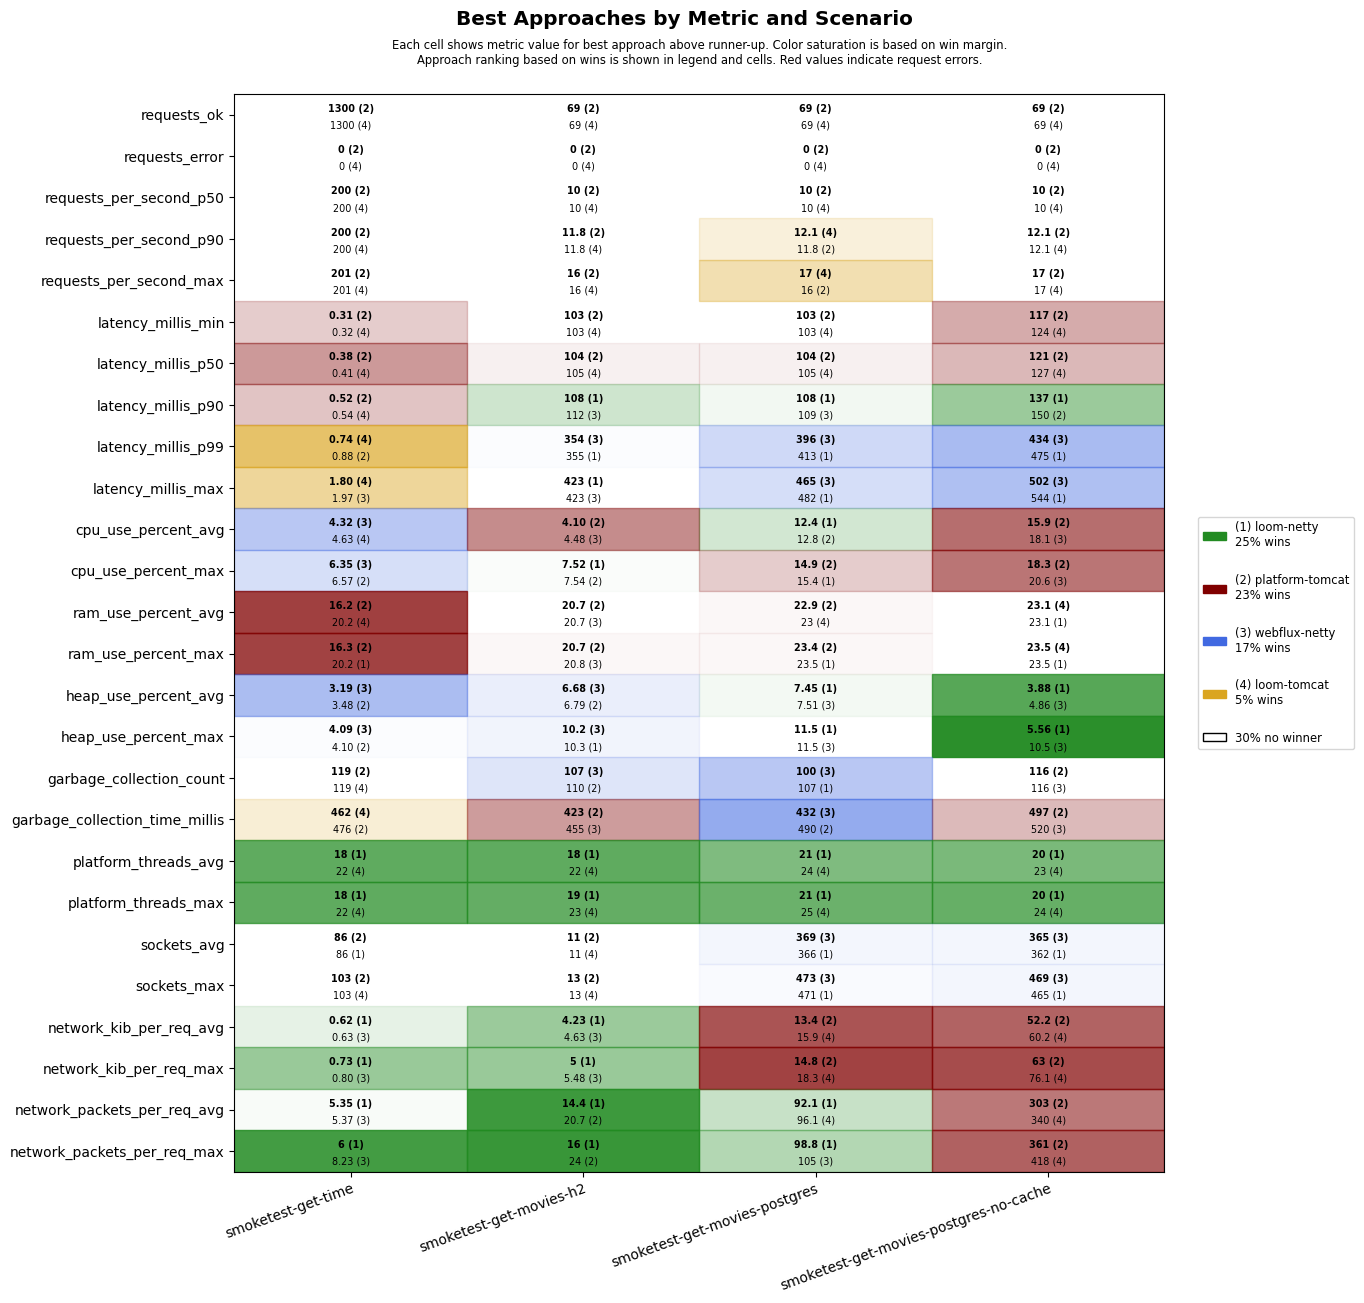 Best Approaches by Metric and Scenario
Each cell shows metric value for best approach above runner-up. Color saturation is based on win margin.
Approach ranking based on wins is shown in legend and cells. Red values indicate request errors.
requests_ok
1300 (2) 69 (2) 69 (2) 69 (2)
1300 (4) 69 (4) 69 (4) 69 (4)
requests_error
0 (2) 0 (2) 0 (2) 0 (2)
0 (4) 0 (4) 0 (4) 0 (4)
requests_per_second_p50
200 (2) 10 (2) 10 (2) 10 (2)
200 (4) 10 (4) 10 (4) 10 (4)
requests_per_second_p90
200 (2) 11.8 (2) 12.1 (4) 12.1 (2)
200 (4) 11.8 (4) 11.8 (2) 12.1 (4)
requests_per_second_max
201 (2) 16 (2) 17 (4) 17 (2)
201 (4) 16 (4) 16 (2) 17 (4)
latency_millis_min
0.31 (2) 103 (2) 103 (2) 117 (2)
0.32 (4) 103 (4) 103 (4) 124 (4)
latency_millis_p50
0.38 (2) 104 (2) 104 (2) 121 (2)
0.41 (4) 105 (4) 105 (4) 127 (4)
latency_millis_p90
0.52 (2) 108 (1) 108 (1) 137 (1)
0.54 (4) 112 (3) 109 (3) 150 (2)
latency_millis_p99
0.74 (4) 354 (3) 396 (3) 434 (3)
0.88 (2) 355 (1) 413 (1) 475 (1)
latency_millis_max
1.80 (4) 423 (1) 465 (3) 502 (3)
1.97 (3) 423 (3) 482 (1) 544 (1)
cpu_use_percent_avg
4.32 (3) 4.10 (2) 12.4 (1) 15.9 (2)
4.63 (4) 4.48 (3) 12.8 (2) 18.1 (3)
cpu_use_percent_max
6.35 (3) 7.52 (1) 14.9 (2) 18.3 (2)
6.57 (2) 7.54 (2) 15.4 (1) 20.6 (3)
ram_use_percent_avg
16.2 (2) 20.7 (2) 22.9 (2) 23.1 (4)
20.2 (4) 20.7 (3) 23 (4) 23.1 (1)
ram_use_percent_max
16.3 (2) 20.7 (2) 23.4 (2) 23.5 (4)
20.2 (1) 20.8 (3) 23.5 (1) 23.5 (1)
heap_use_percent_avg
3.19 (3) 6.68 (3) 7.45 (1) 3.88 (1)
3.48 (2) 6.79 (2) 7.51 (3) 4.86 (3)
heap_use_percent_max
4.09 (3) 10.2 (3) 11.5 (1) 5.56 (1)
4.10 (2) 10.3 (1) 11.5 (3) 10.5 (3)
garbage_collection_count
119 (2) 107 (3) 100 (3) 116 (2)
119 (4) 110 (2) 107 (1) 116 (3)
garbage_collection_time_millis
462 (4) 423 (2) 432 (3) 497 (2)
476 (2) 455 (3) 490 (2) 520 (3)
platform_threads_avg
18 (1) 18 (1) 21 (1) 20 (1)
22 (4) 22 (4) 24 (4) 23 (4)
platform_threads_max
18 (1) 19 (1) 21 (1) 20 (1)
22 (4) 23 (4) 25 (4) 24 (4)
sockets_avg
86 (2) 11 (2) 369 (3) 365 (3)
86 (1) 11 (4) 366 (1) 362 (1)
sockets_max
103 (2) 13 (2) 473 (3) 469 (3)
103 (4) 13 (4) 471 (1) 465 (1)
network_kib_per_req_avg
0.62 (1) 4.23 (1) 13.4 (2) 52.2 (2)
0.63 (3) 4.63 (3) 15.9 (4) 60.2 (4)
network_kib_per_req_max
0.73 (1) 5 (1) 14.8 (2) 63 (2)
0.80 (3) 5.48 (3) 18.3 (4) 76.1 (4)
network_packets_per_req_avg
5.35 (1) 14.4 (1) 92.1 (1) 303 (2)
5.37 (3) 20.7 (2) 96.1 (4) 340 (4)
network_packets_per_req_max
6 (1) 16 (1) 98.8 (1) 361 (2)
8.23 (3) 24 (2) 105 (3) 418 (4)
smoketest-get-time
smoketest-get-movies-h2
smoketest-get-movies-postgres
smoketest-get-movies-postgres-no-cache
(1) loom-netty
25% wins
(2) platform-tomcat
23% wins
(3) webflux-netty
17% wins
(4) loom-tomcat
5% wins
30% no winner